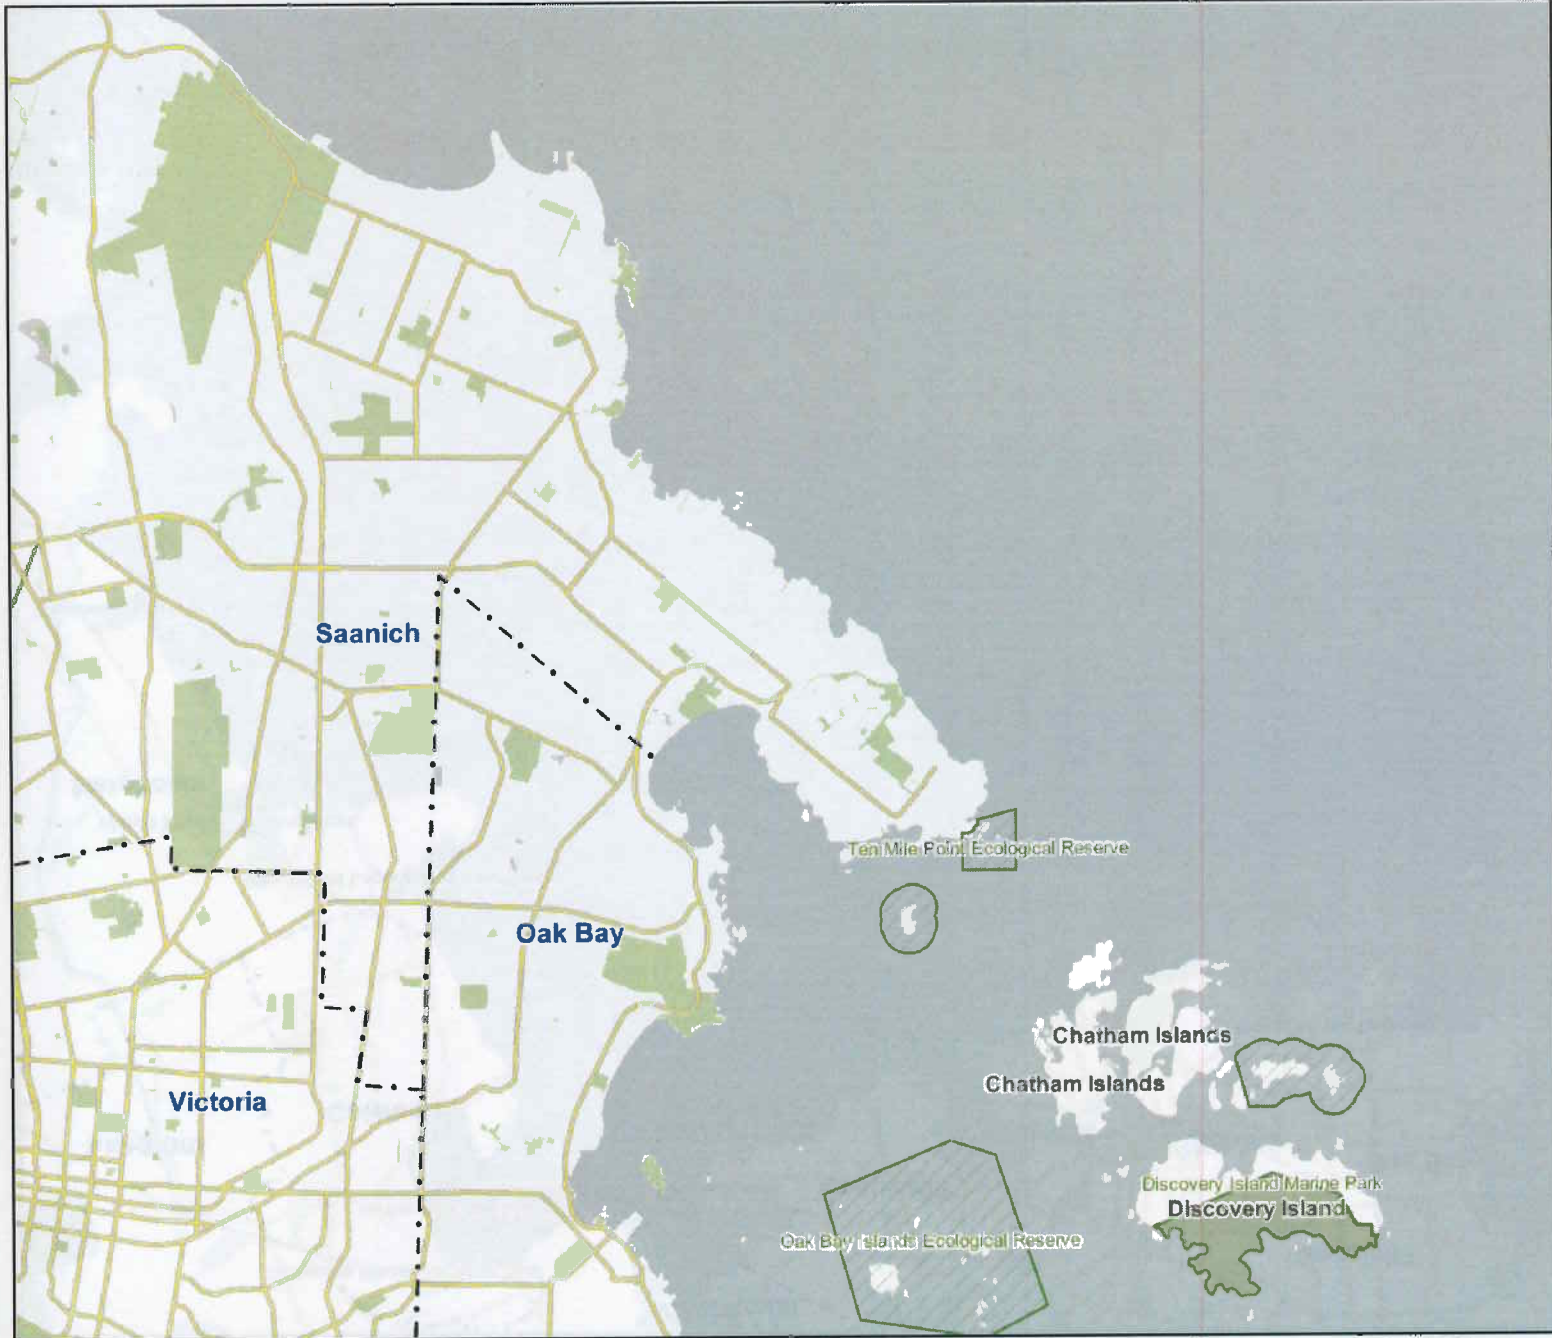 Saanich
Ten Mile Point Ecological Reserve
Oak Bay
Chatham Islands
Chatham Islands
Victoria
Discovery Island Marine Park
Discovery Island
Oak Bay Islands Ecological Reserve